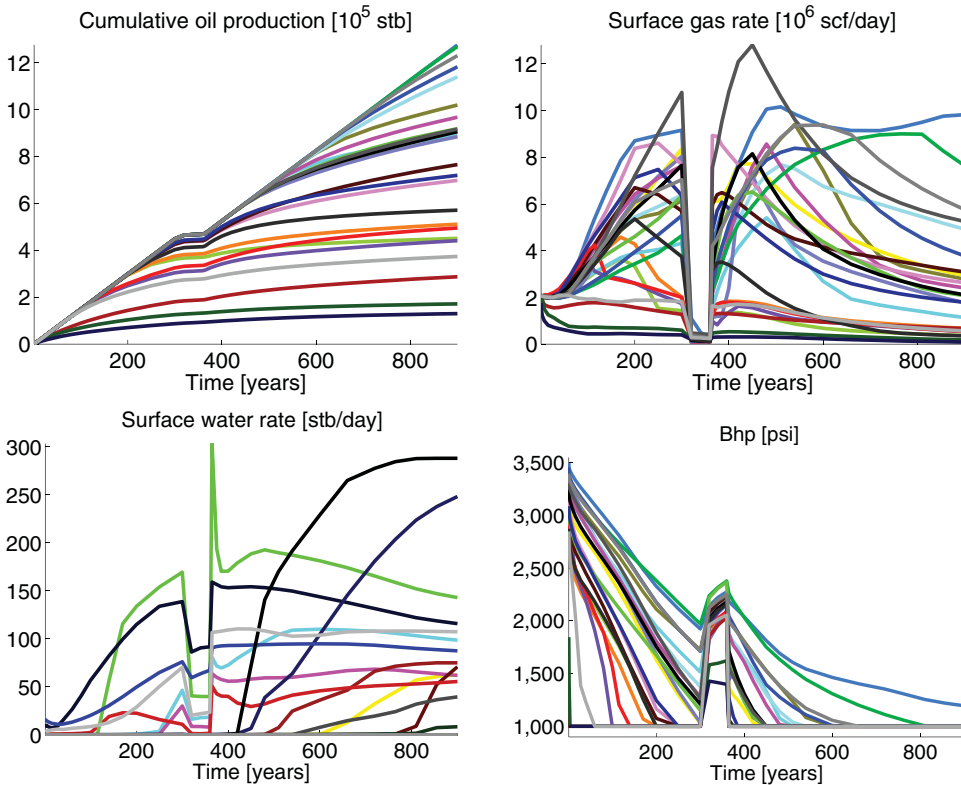 Cumulative oil production [10^5 stb]
12
10
8
6
4
2
0
200 400 600 800
Time [years]
Surface gas rate [10^6 scf/day]
12
10
8
6
4
2
0
200 400 600 800
Time [years]
Surface water rate [stb/day]
300
250
200
150
100
50
0
200 400 600 800
Time [years]
Bhp [psi]
3,500
3,000
2,500
2,000
1,500
1,000
200 400 600 800
Time [years]